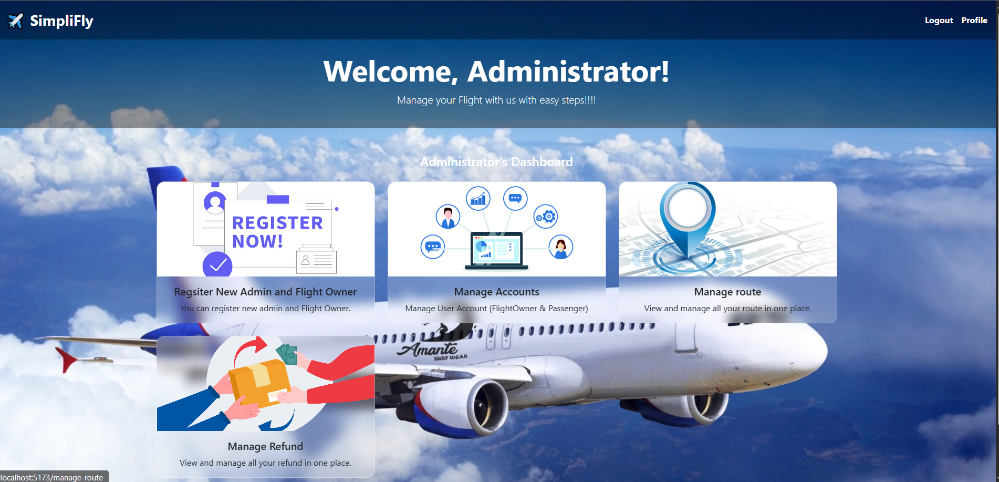 SimpliFly
Logout Profile
Welcome, Administrator!
Manage your Flight with us with easy steps!!!!
Administrator's Dashboard
REGISTER
NOW!
Regsiter New Admin and Flight Owner
You can register new admin and Flight Owner.
Manage Accounts
Manage User Account (FlightOwner & Passenger)
Manage route
View and manage all your route in one place.
Amante
SURF WEAR
Manage Refund
View and manage all your refund in one place.
localhost:5173/manage-route